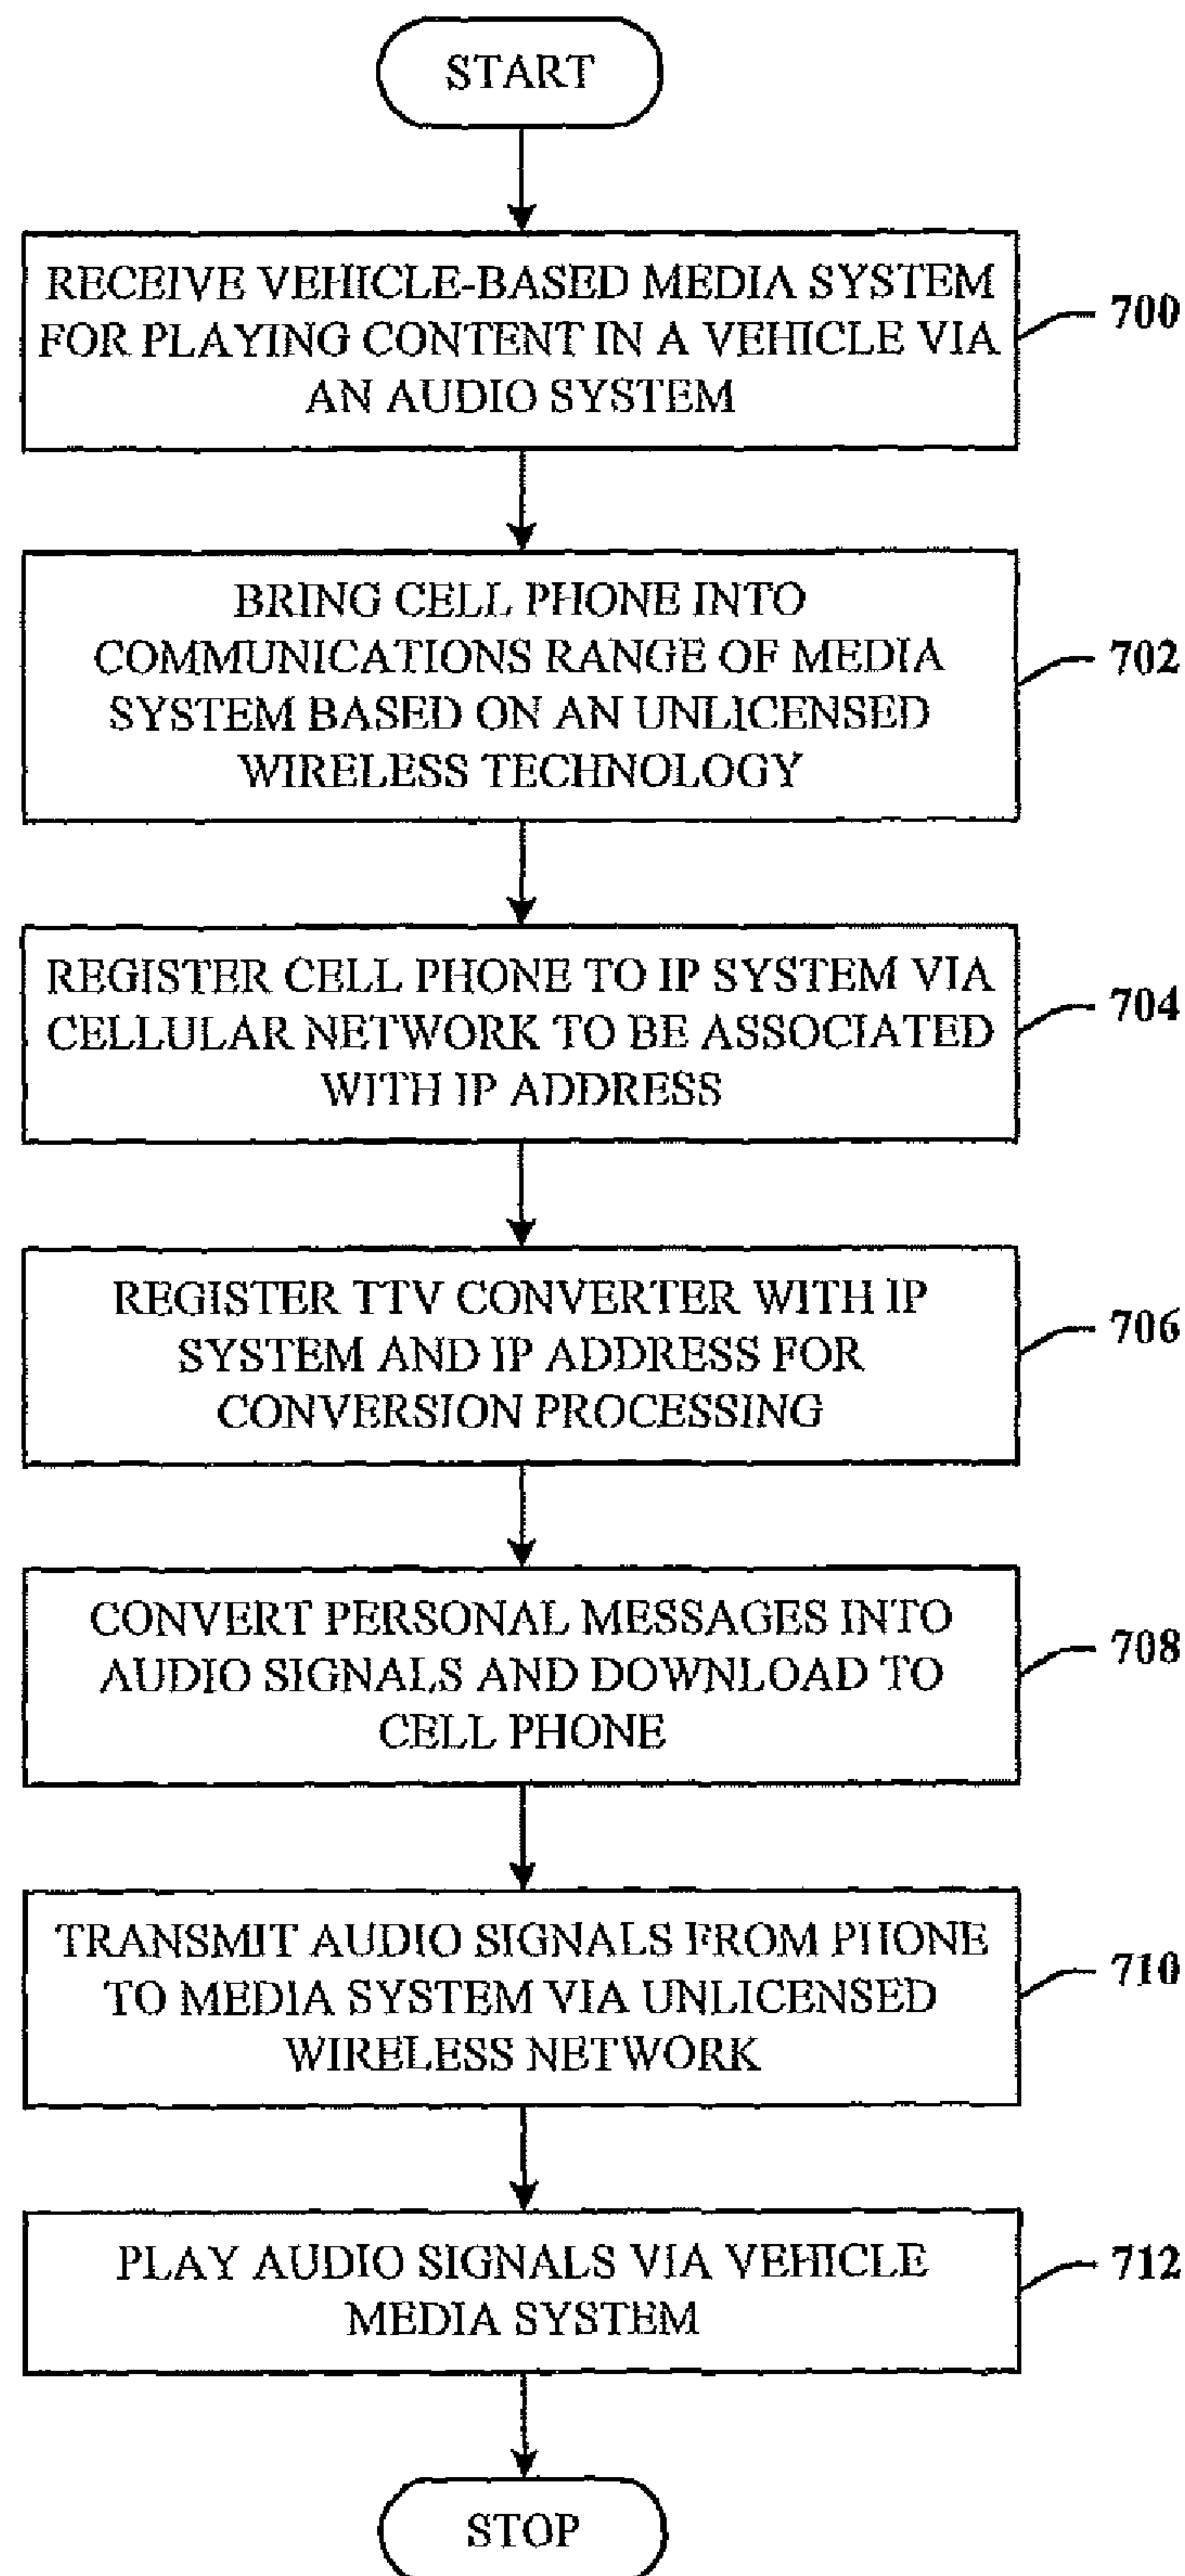 START
RECEIVE VEHICLE-BASED MEDIA SYSTEM
FOR PLAYING CONTENT IN A VEHICLE VIA
AN AUDIO SYSTEM
700
BRING CELL PHONE INTO
COMMUNICATIONS RANGE OF MEDIA
SYSTEM BASED ON AN UNLICENSED
WIRELESS TECHNOLOGY
702
REGISTER CELL PHONE TO IP SYSTEM VIA
CELLULAR NETWORK TO BE ASSOCIATED
WITH IP ADDRESS
704
REGISTER TTV CONVERTER WITH IP
SYSTEM AND IP ADDRESS FOR
CONVERSION PROCESSING
706
CONVERT PERSONAL MESSAGES INTO
AUDIO SIGNALS AND DOWNLOAD TO
CELL PHONE
708
TRANSMIT AUDIO SIGNALS FROM PHONE
TO MEDIA SYSTEM VIA UNLICENSED
WIRELESS NETWORK
710
PLAY AUDIO SIGNALS VIA VEHICLE
MEDIA SYSTEM
712
STOP